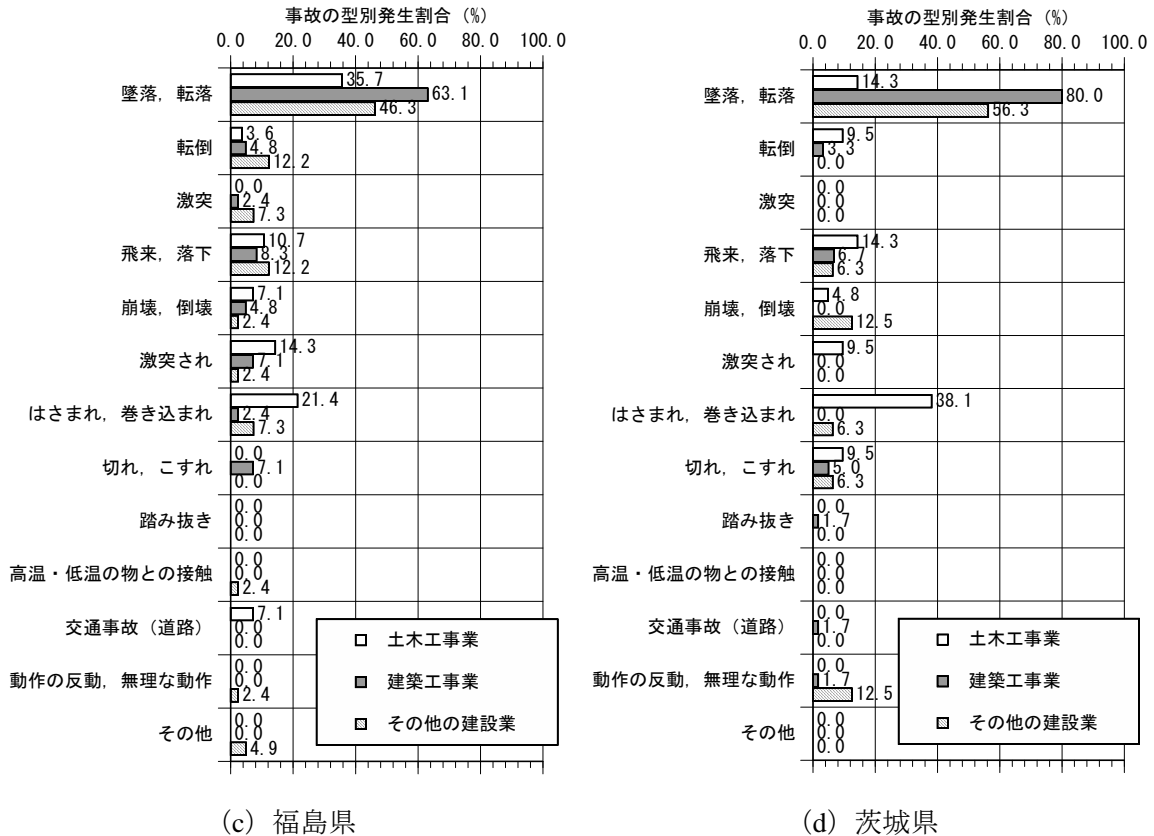 事故の型別発生割合 (%)
0.0 20.0 40.0 60.0 80.0 100.0
墜落，転落 35.7 63.1 46.3
転倒 3.6 4.8 12.2
激突 0.0 2.4 7.3
飛来，落下 10.7 8.3 12.2
崩壊，倒壊 7.1 4.8 2.4
激突され 14.3 7.1 2.4
はさまれ，巻き込まれ 21.4 2.4 7.3
切れ，こすれ 0.0 7.1 0.0
踏み抜き 0.0 0.0 0.0
高温・低温の物との接触 0.0 0.0 2.4
交通事故（道路） 7.1 0.0 0.0
動作の反動，無理な動作 0.0 0.0 2.4
その他 0.0 0.0 4.9
土木工事業
建築工事業
その他の建設業
(c) 福島県
事故の型別発生割合 (%)
0.0 20.0 40.0 60.0 80.0 100.0
墜落，転落 14.3 80.0 56.3
転倒 9.5 3.3 0.0
激突 0.0 0.0 0.0
飛来，落下 14.3 6.7 6.3
崩壊，倒壊 4.8 0.0 12.5
激突され 9.5 0.0 0.0
はさまれ，巻き込まれ 38.1 0.0 6.3
切れ，こすれ 9.5 5.0 6.3
踏み抜き 0.0 1.7 0.0
高温・低温の物との接触 0.0 0.0 0.0
交通事故（道路） 0.0 1.7 0.0
動作の反動，無理な動作 0.0 1.7 12.5
その他 0.0 0.0 0.0
土木工事業
建築工事業
その他の建設業
(d) 茨城県